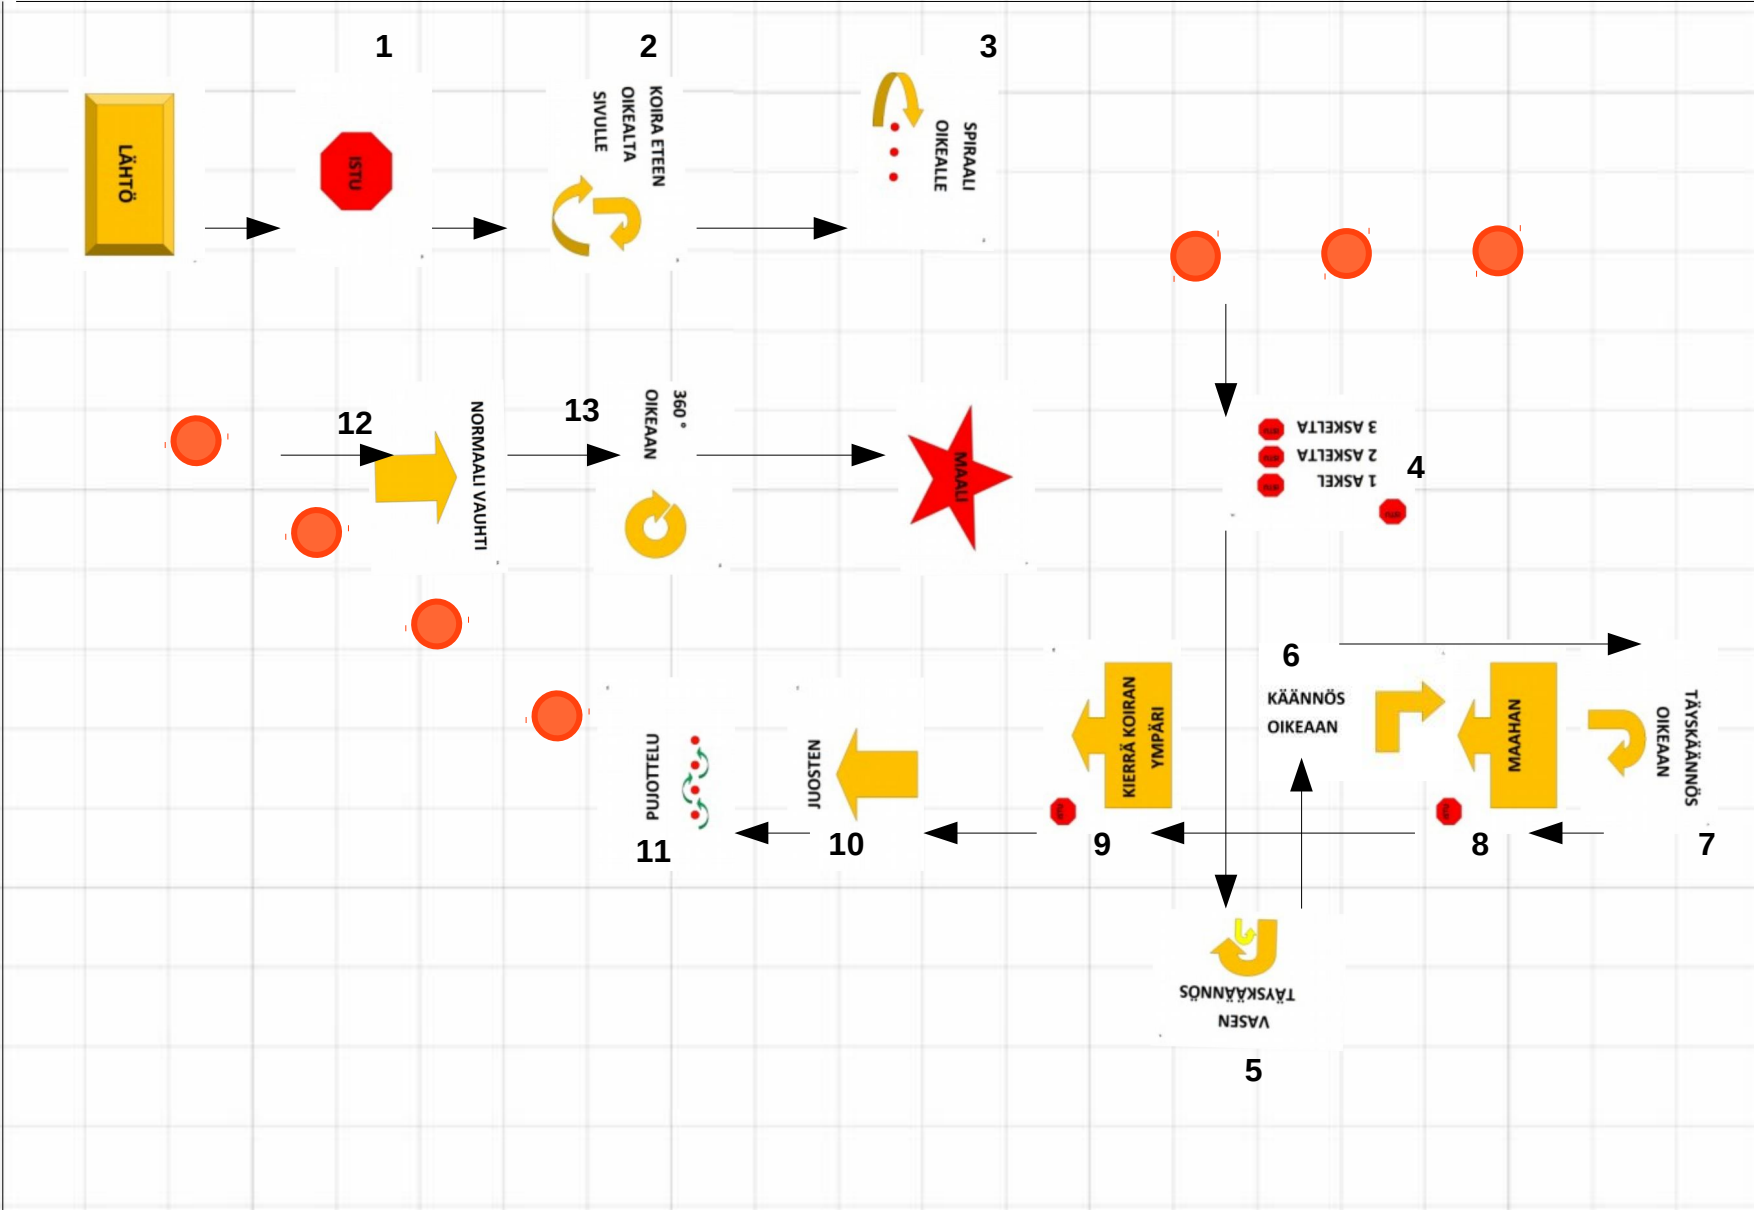 LÄHTÖ
1
ISTU
2
KOIRA ETEEN
OIKEALTA
SIVULLE
3
SPIRAALI
OIKEALLE
4
1 ASKEL
2 ASKELTA
3 ASKELTA
5
VASEN
TÄYSKÄÄNNÖS
6
KÄÄNNÖS
OIKEAAN
7
TÄYSKÄÄNNÖS
OIKEAAN
8
MAAHAN
9
KIERRÄ KOIRAN
YMPÄRI
10
JUOSTEN
11
PUJOTTELU
12
NORMAALI VAUHTI
13
360°
OIKEAAN
MAALI